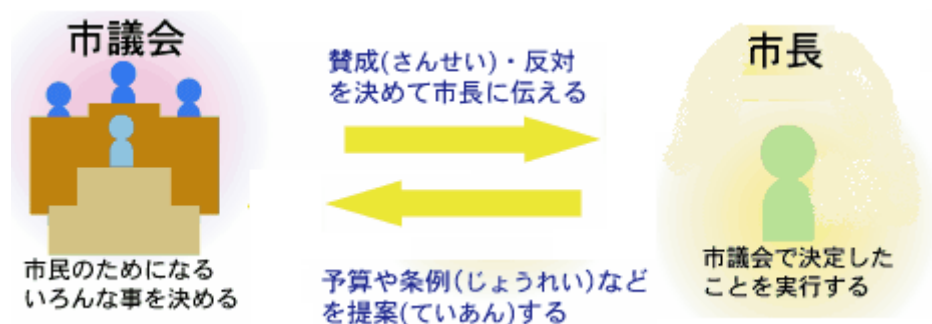 市議会
市民のためになる
いろんな事を決める
賛成(さんせい)・反対
を決めて市長に伝える
予算や条例(じょうれい)など
を提案(ていあん)する
市長
市議会で決定した
ことを実行する